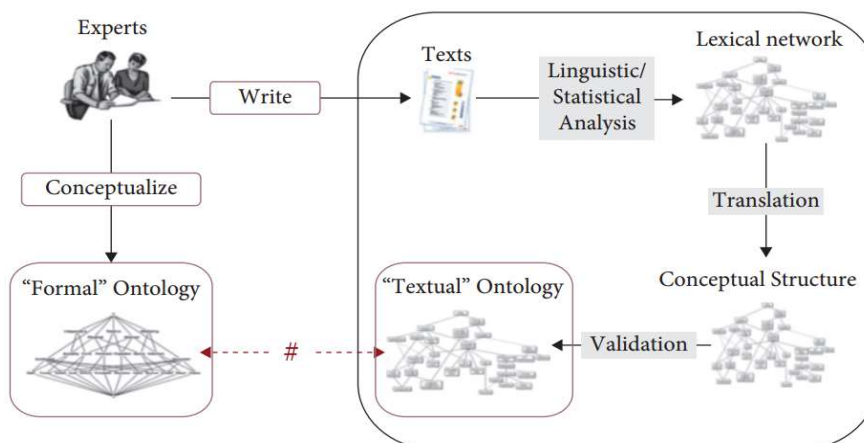 Experts
Texts
Lexical network
Write
Linguistic/
Statistical
Analysis
Conceptualize
Translation
“Formal” Ontology
“Textual” Ontology
Conceptual Structure
#
Validation